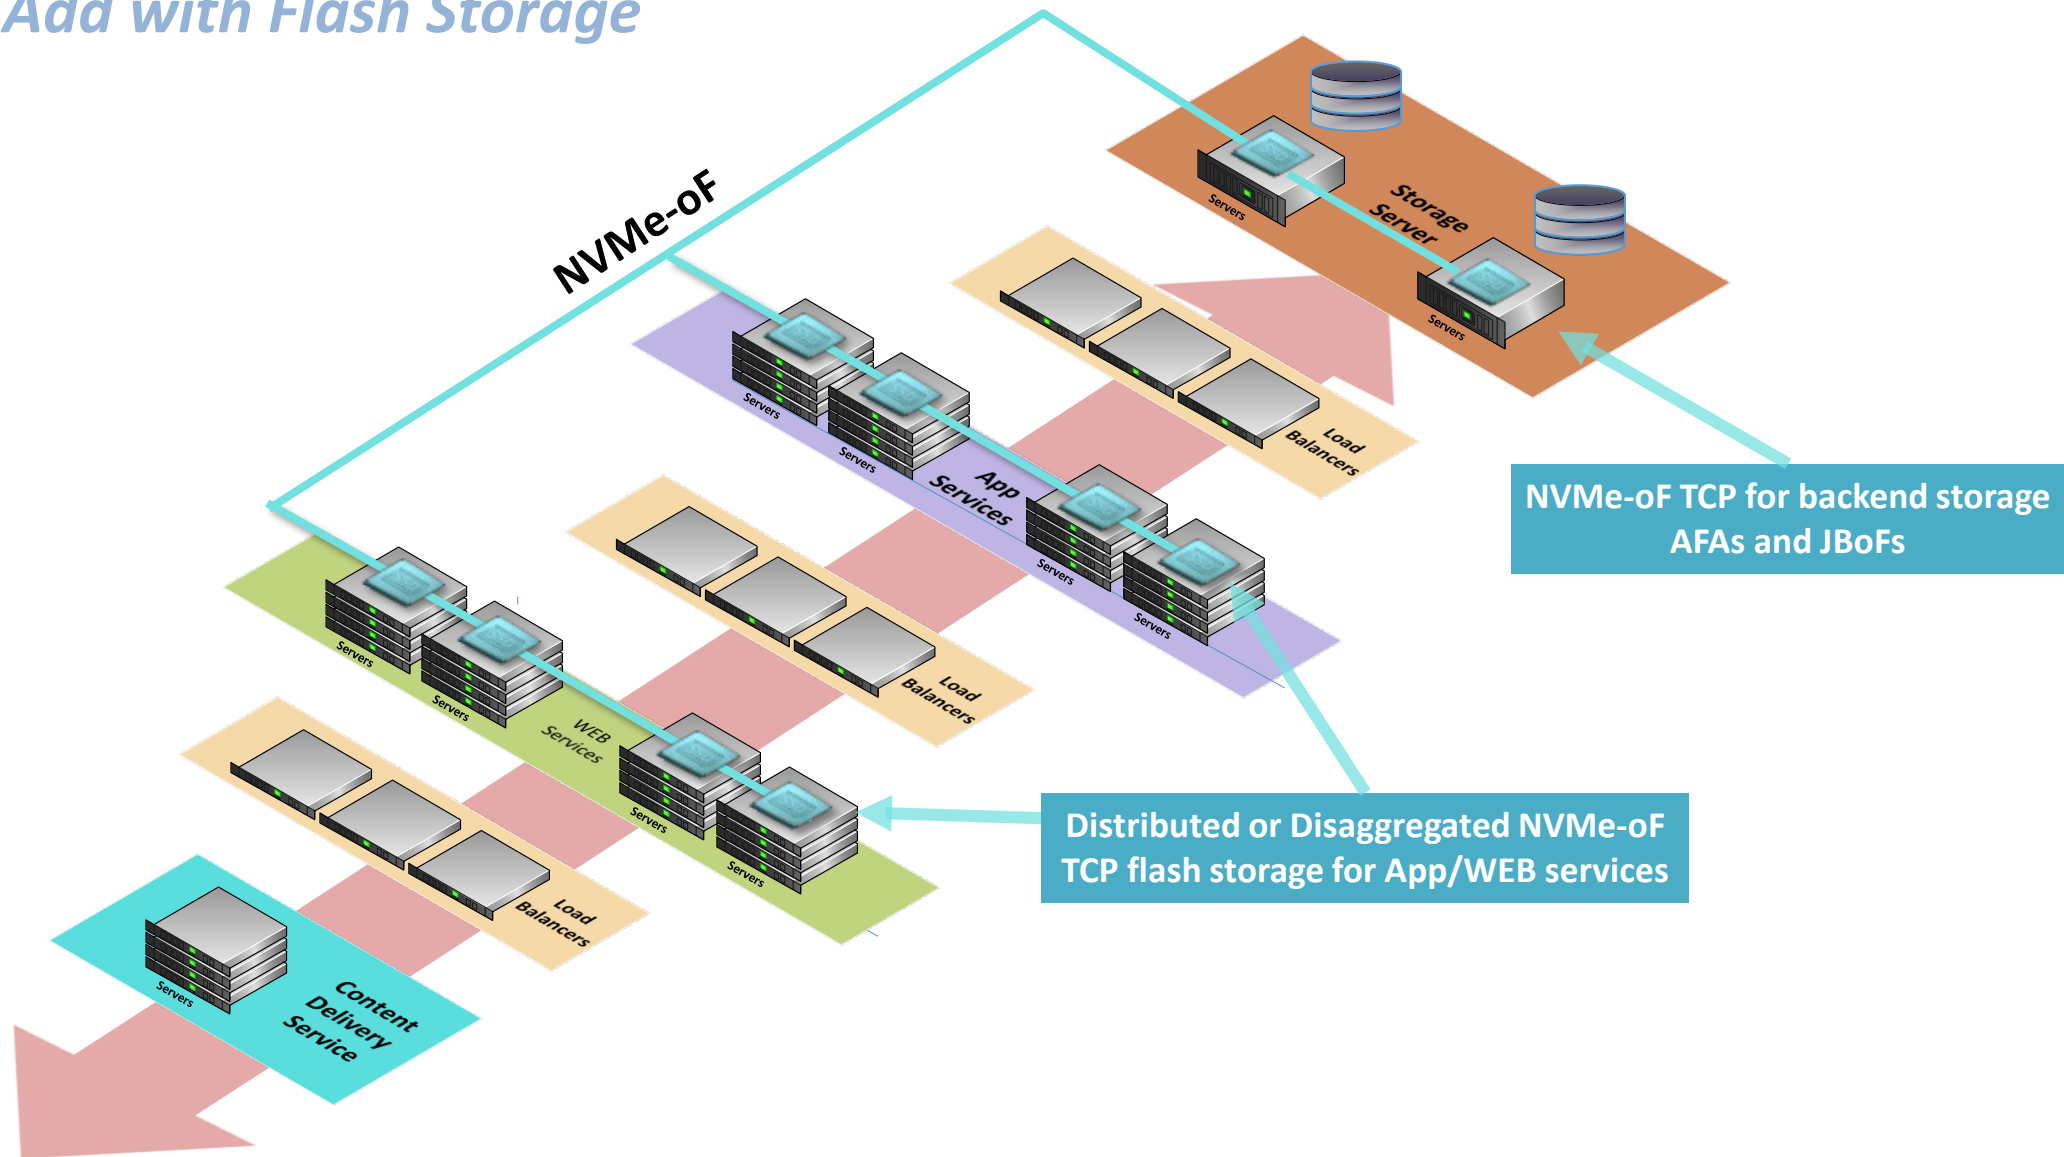 Add with Flash Storage
NVMe-oF
Servers
Storage
Server
Servers
Load
Balancers
Servers
Servers
App
Services
Servers
Servers
NVMe-oF TCP for backend storage
AFAs and JBoFs
Load
Balancers
Servers
Servers
WEB
Services
Servers
Servers
Distributed or Disaggregated NVMe-oF
TCP flash storage for App/WEB services
Load
Balancers
Servers
Content
Delivery
Service